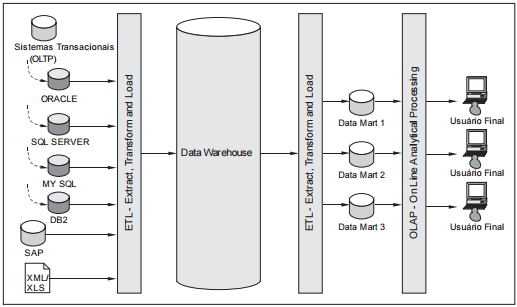 Sistemas Transacionais
(OLTP)
ORACLE
SQL SERVER
MY SQL
DB2
SAP
XML/
XLS
ETL - Extract, Transform and Load
Data Warehouse
ETL - Extract, Transform and Load
Data Mart 1
Data Mart 2
Data Mart 3
OLAP - On Line Analytical Processing
Usuário Final
Usuário Final
Usuário Final